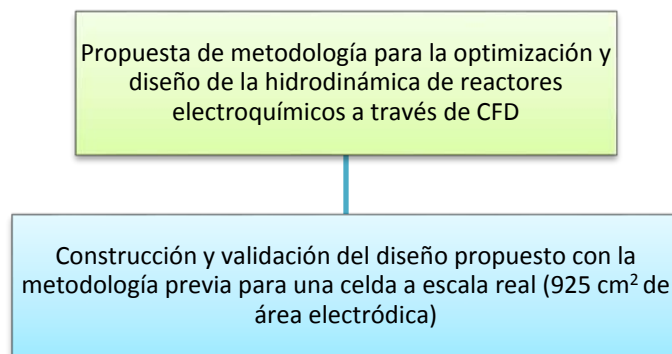 Propuesta de metodología para la optimización y
diseño de la hidrodinámica de reactores
electroquímicos a través de CFD
Construcción y validación del diseño propuesto con la
metodología previa para una celda a escala real (925 cm² de
área electródica)